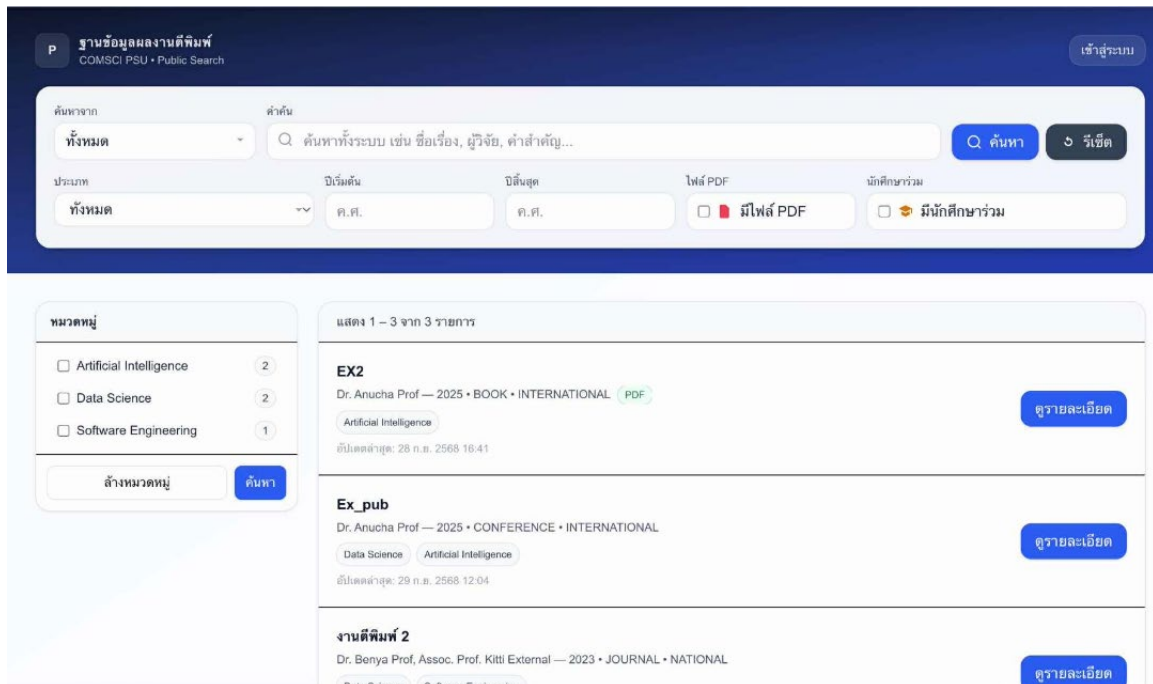 P
ฐานข้อมูลผลงานตีพิมพ์
COMSCI PSU • Public Search
เข้าสู่ระบบ
ค้นหาจาก
คำค้น
ทั้งหมด
ค้นหาทั้งระบบ เช่น ชื่อเรื่อง, ผู้วิจัย, คำสำคัญ...
ค้นหา
รีเซ็ต
ประเภท
ปีเริ่มต้น
ปีสิ้นสุด
ไฟล์ PDF
นักศึกษาร่วม
ทั้งหมด
ค.ศ.
ค.ศ.
มีไฟล์ PDF
มีนักศึกษาร่วม
หมวดหมู่
Artificial Intelligence 2
Data Science 2
Software Engineering 1
ล้างหมวดหมู่
ค้นหา
แสดง 1 – 3 จาก 3 รายการ
EX2
Dr. Anucha Prof — 2025 • BOOK • INTERNATIONAL PDF
Artificial Intelligence
อัปเดตล่าสุด: 28 ก.ย. 2568 16:41
ดูรายละเอียด
Ex_pub
Dr. Anucha Prof — 2025 • CONFERENCE • INTERNATIONAL
Data Science Artificial Intelligence
อัปเดตล่าสุด: 29 ก.ย. 2568 12:04
ดูรายละเอียด
งานตีพิมพ์ 2
Dr. Benya Prof, Assoc. Prof. Kitti External — 2023 • JOURNAL • NATIONAL
ดูรายละเอียด